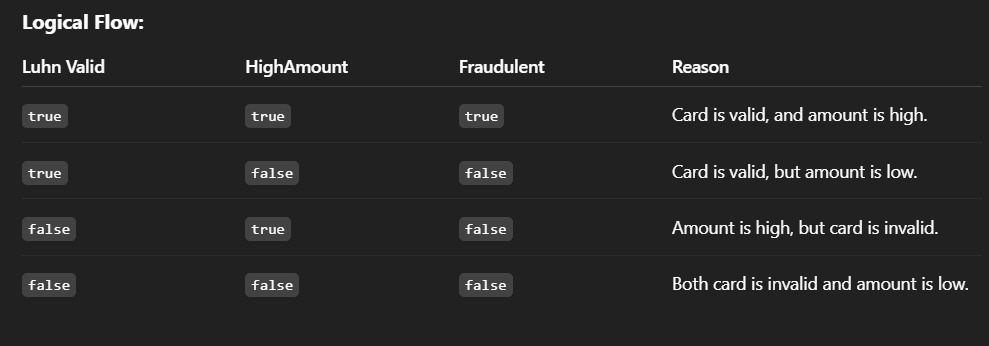 Logical Flow:
Luhn Valid HighAmount Fraudulent Reason
true true true Card is valid, and amount is high.
true false false Card is valid, but amount is low.
false true false Amount is high, but card is invalid.
false false false Both card is invalid and amount is low.